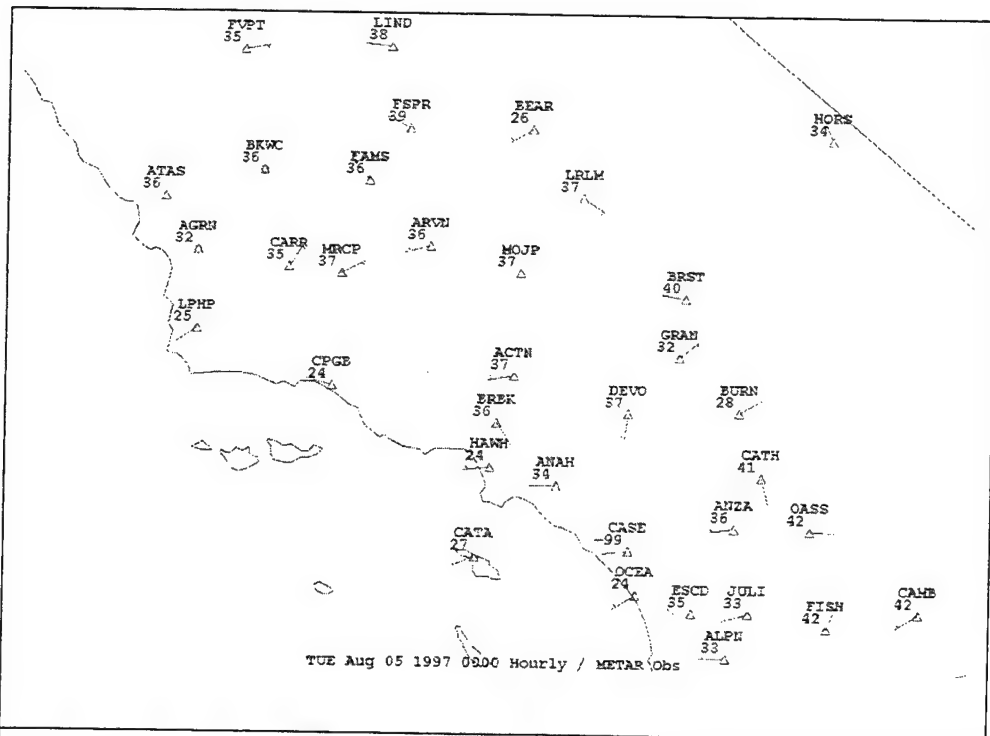 FVPT
35
LIND
38
FSPR
39
BEAR
26
HORS
34
BKWC
36
FAMS
36
ATAS
36
LRLM
37
AGRN
32
CARR
35
MRCP
37
ARVN
36
MOJP
37
BRST
40
LPHP
25
GRAN
32
CPGB
24
ACTN
37
BRBK
36
DEVO
37
BURN
28
HAWH
24
ANAH
34
CATH
41
ANZA
36
OASS
42
CATA
27
CASE
-99
OCEA
24
ESCD
35
JULI
33
FISH
42
CAMB
42
ALPN
33
TUE Aug 05 1997 0000 Hourly / METAR Obs